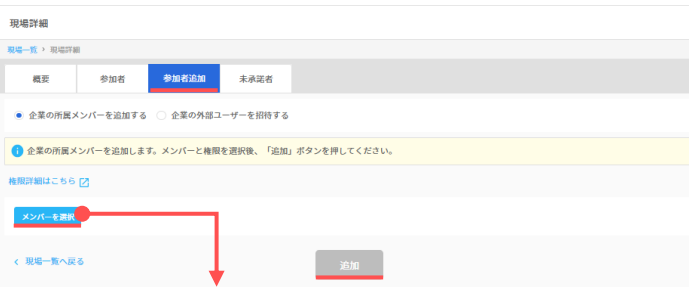 現場詳細
現場一覧 › 現場詳細
概要 参加者 参加者追加 未承諾者
企業の所属メンバーを追加する 企業の外部ユーザーを招待する
企業の所属メンバーを追加します。メンバーと権限を選択後、「追加」ボタンを押してください。
権限詳細はこちら
メンバーを選択
‹ 現場一覧へ戻る 追加